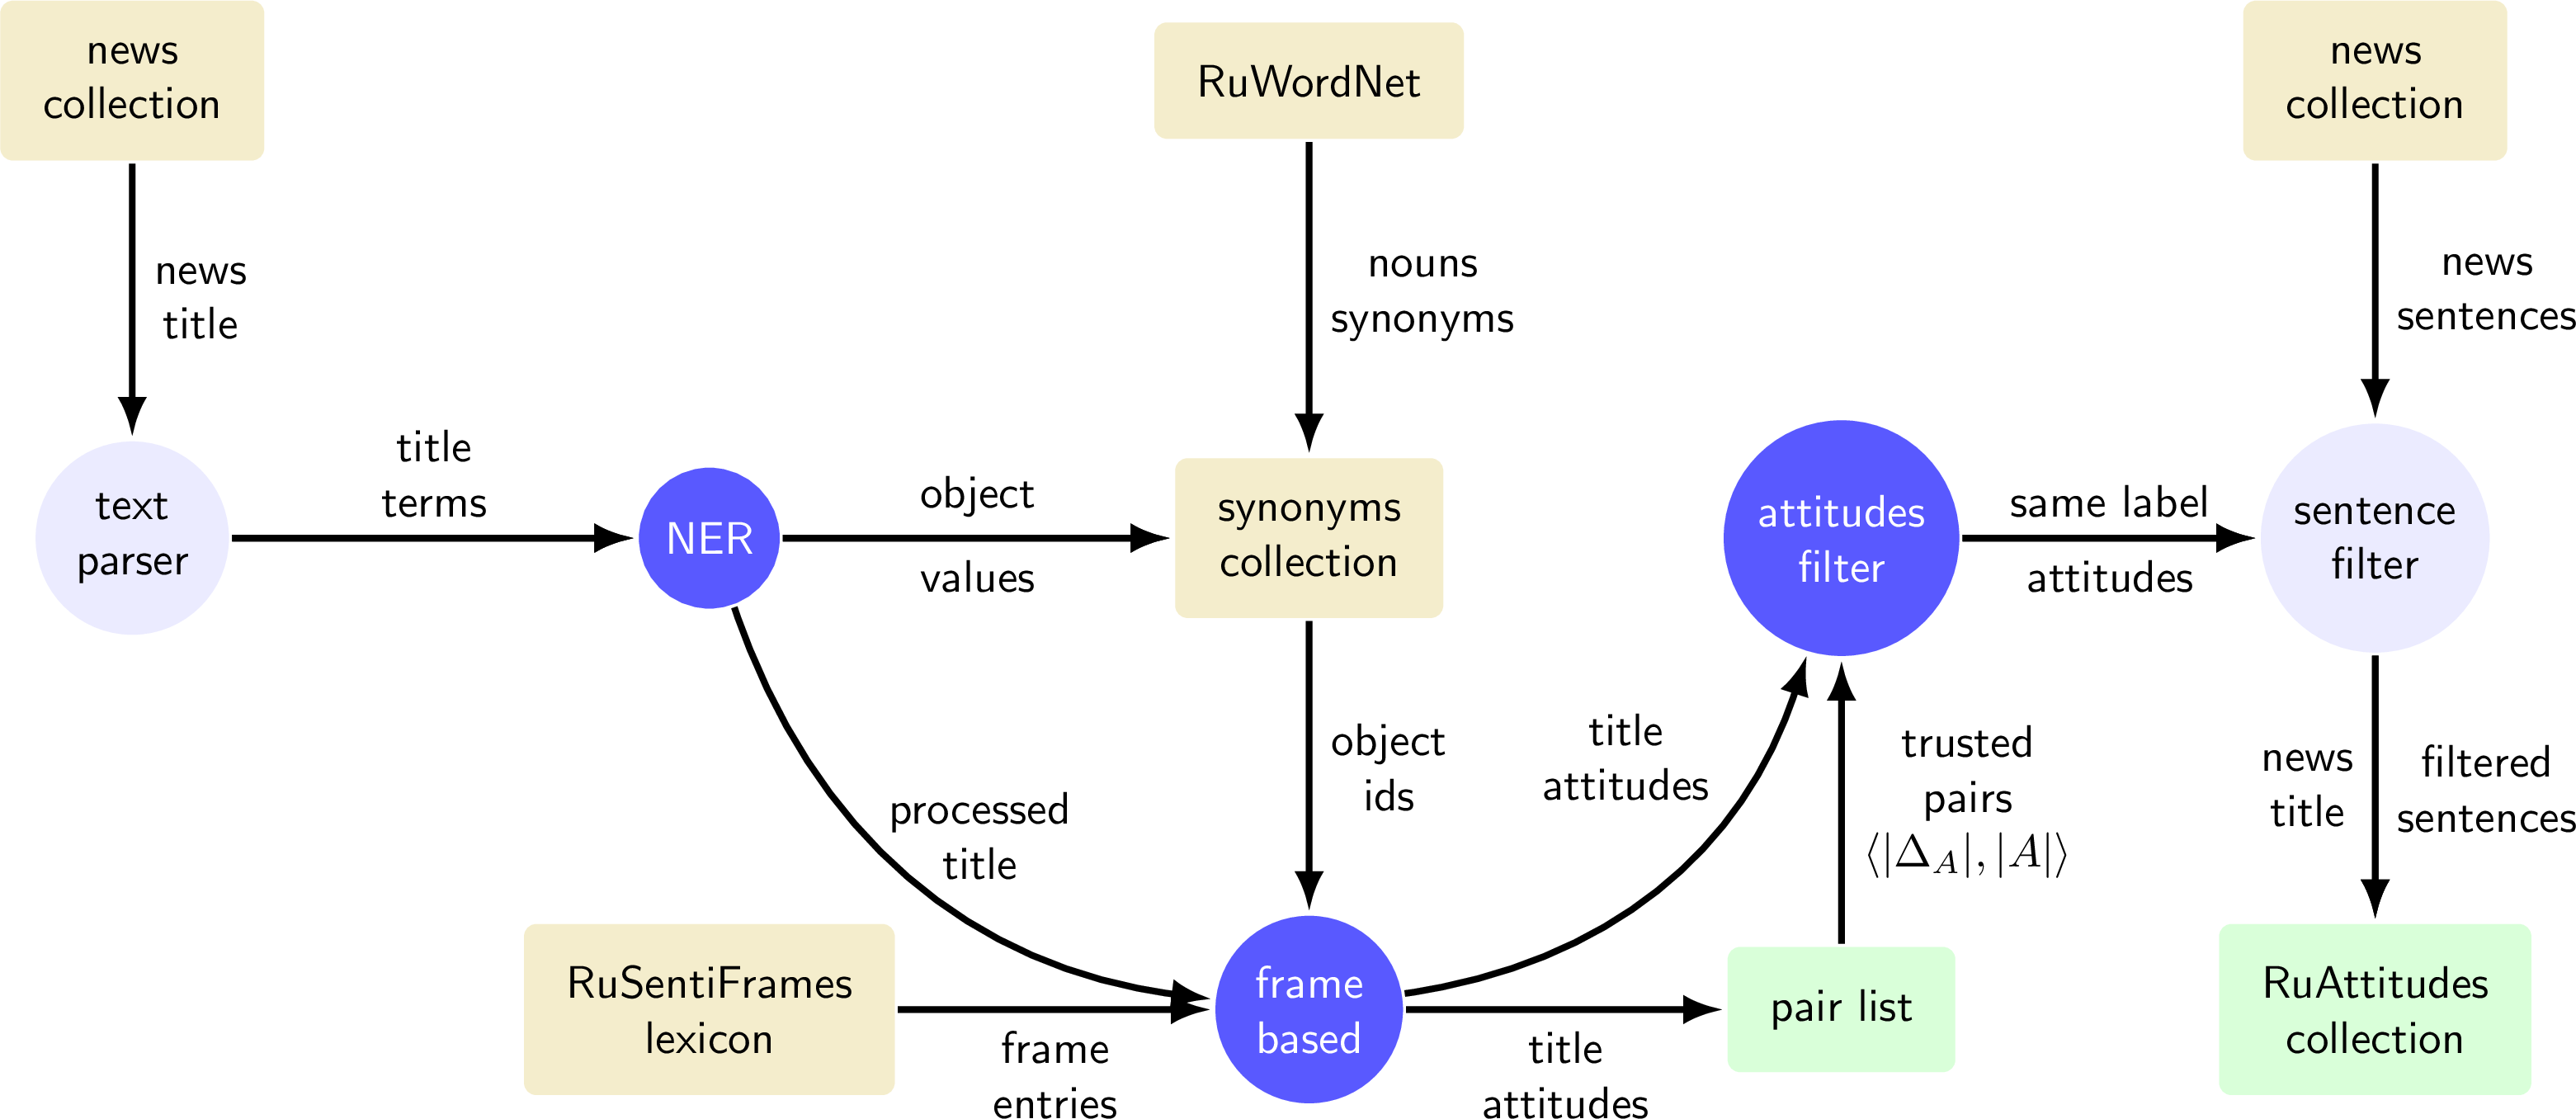 news
collection
RuWordNet
news
collection
news
title
nouns
synonyms
news
sentences
text
parser
title
terms
NER
object
values
synonyms
collection
attitudes
filter
same label
attitudes
sentence
filter
processed
title
object
ids
title
attitudes
trusted
pairs
⟨|Δ_A|, |A|⟩
news
title
filtered
sentences
RuSentiFrames
lexicon
frame
entries
frame
based
title
attitudes
pair list
RuAttitudes
collection